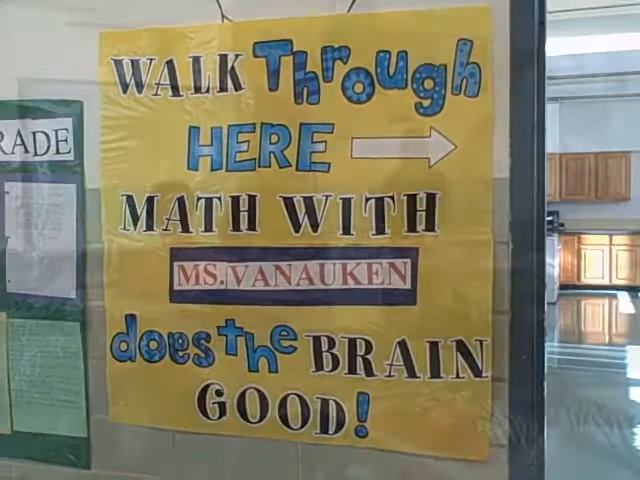 RADE
WALK Through
HERE
MATH WITH
MS. VANAUKEN
does the BRAIN
GOOD!